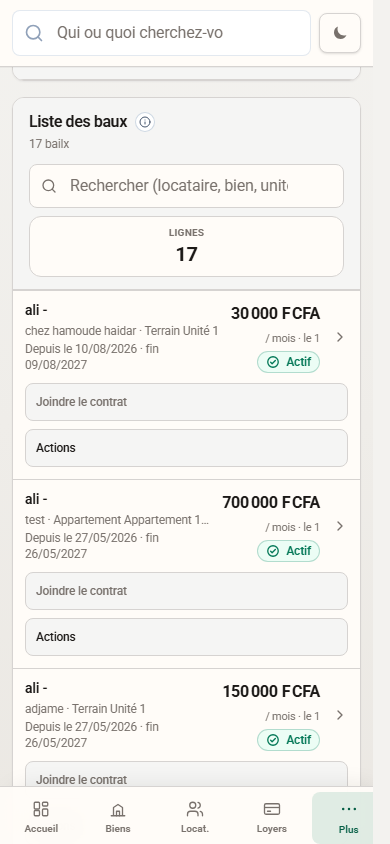 Qui ou quoi cherchez-vo
Liste des baux
17 bailx
Rechercher (locataire, bien, unit
LIGNES
17
ali -
30 000 FCFA
chez hamoude haidar · Terrain Unité 1
/ mois · le 1
Depuis le 10/08/2026 · fin
09/08/2027
Actif
Joindre le contrat
Actions
ali -
700 000 FCFA
test · Appartement Appartement 1...
/ mois · le 1
Depuis le 27/05/2026 · fin
26/05/2027
Actif
Joindre le contrat
Actions
ali -
150 000 FCFA
adjame · Terrain Unité 1
/ mois · le 1
Depuis le 27/05/2026 · fin
26/05/2027
Actif
Joindre le contrat
Accueil
Biens
Locat.
Loyers
Plus